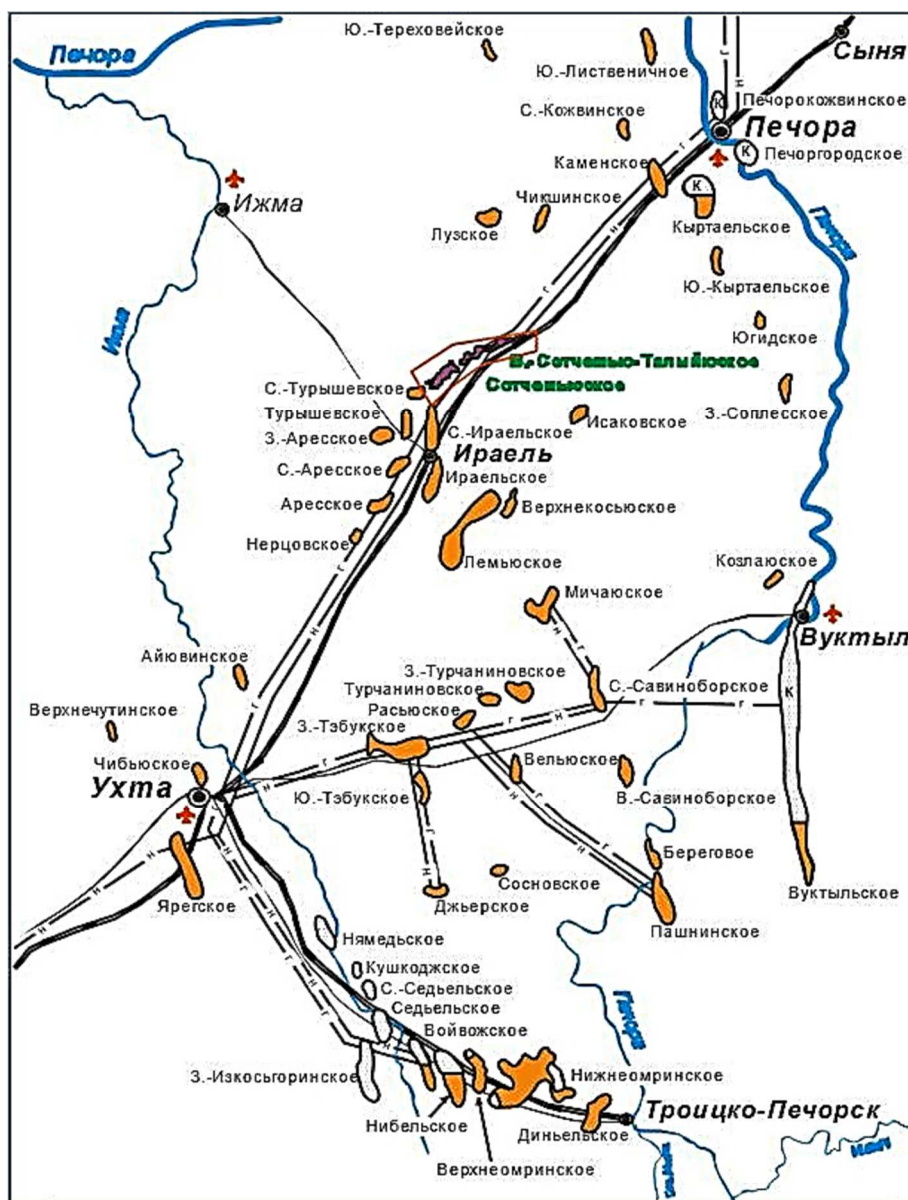 Печора
Ю.-Тереховейское
Ю.-Лиственичное
Сыня
К
Печорокожвинское
С.-Кожвинское
Печора
К
Печоргородское
Каменское
К
Ижма
Чикшинское
Лузское
Кыртаельское
Печора
Ю.-Кыртаельское
Югидское
Ижма
В.-Сотчемью-Талыйюское
Сотчемьюское
С.-Турышевское
З.-Соплесское
Турышевское
Исаковское
З.-Аресское
С.-Ираельское
Ираель
С.-Аресское
Ираельское
Аресское
Верхнекосьюское
Нерцовское
Лемьюское
Козлаюское
Мичаюское
Вуктыл
Айювинское
З.-Турчаниновское
Турчаниновское
С.-Савиноборское
К
Расьюское
Верхнечутинское
З.-Тэбукское
Чибьюское
Вельюское
Ухта
Ю.-Тэбукское
В.-Савиноборское
Береговое
Сосновское
Вуктыльское
Ярегское
Джьерское
Пашнинское
Нямедьское
Кушкоджское
С.-Седьельское
Седьельское
Печора
Войвожское
З.-Изкосьгоринское
Нижнеомринское
Троицко-Печорск
Нибельское
Диньельское
Верхнеомринское
Илыч